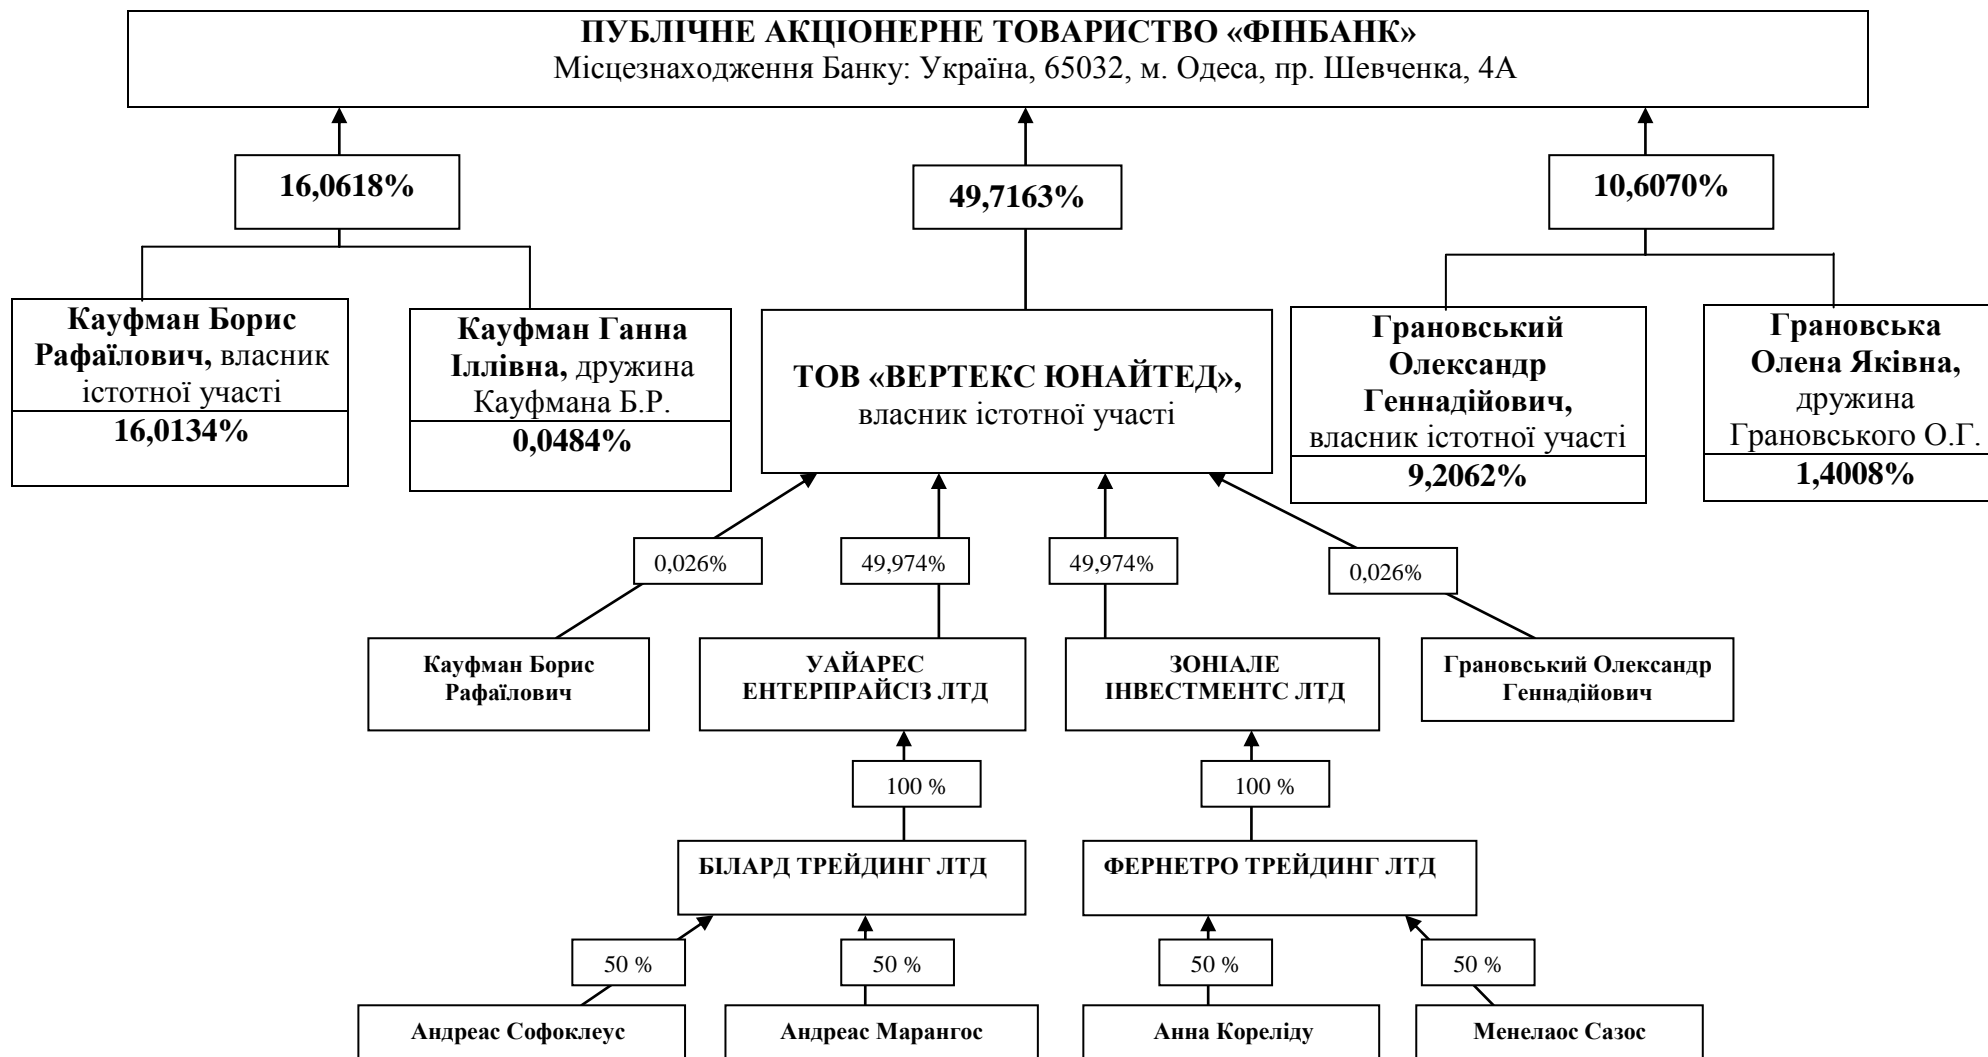 ПУБЛІЧНЕ АКЦІОНЕРНЕ ТОВАРИСТВО «ФІНБАНК»
Місцезнаходження Банку: Україна, 65032, м. Одеса, пр. Шевченка, 4А
16,0618%
49,7163%
10,6070%
Кауфман Борис
Рафаїлович, власник
істотної участі
16,0134%
Кауфман Ганна
Іллівна, дружина
Кауфмана Б.Р.
0,0484%
ТОВ «ВЕРТЕКС ЮНАЙТЕД»,
власник істотної участі
Грановський
Олександр
Геннадійович,
власник істотної участі
9,2062%
Грановська
Олена Яківна,
дружина
Грановського О.Г.
1,4008%
0,026%
49,974%
49,974%
0,026%
Кауфман Борис
Рафаїлович
УАЙАРЕС
ЕНТЕРПРАЙСІЗ ЛТД
ЗОНІАЛЕ
ІНВЕСТМЕНТС ЛТД
Грановський Олександр
Геннадійович
100 %
100 %
БІЛАРД ТРЕЙДИНГ ЛТД
ФЕРНЕТРО ТРЕЙДИНГ ЛТД
50 %
50 %
50 %
50 %
Андреас Софоклеус
Андреас Марангос
Анна Кореліду
Менелаос Сазос